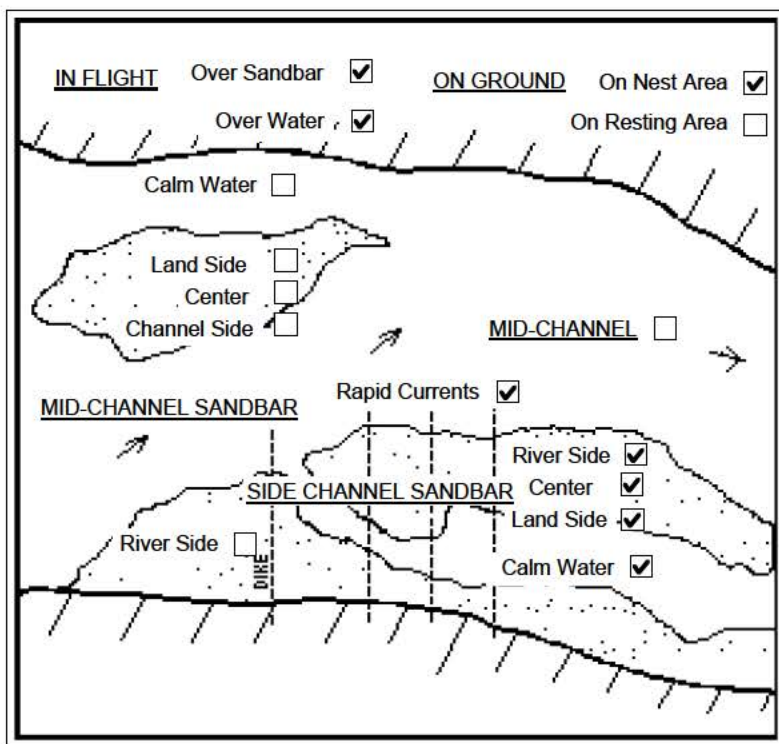 IN FLIGHT Over Sandbar ON GROUND On Nest Area
Over Water On Resting Area
Calm Water
Land Side
Center
Channel Side
MID-CHANNEL
Rapid Currents
MID-CHANNEL SANDBAR
River Side
SIDE CHANNEL SANDBAR Center
Land Side
River Side
DIKE
Calm Water